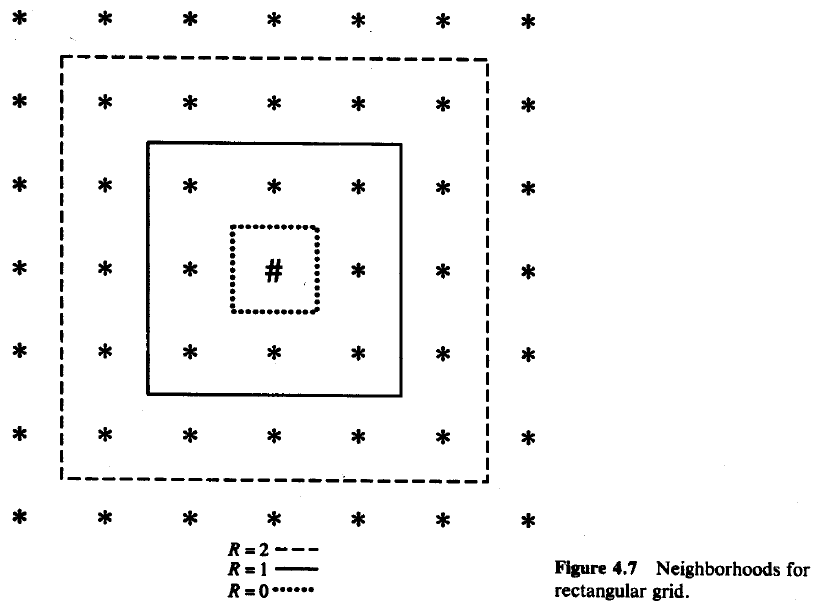 * * * * * * *
* * * * * * *
* * * * * * *
* * * # * * *
* * * * * * *
* * * * * * *
* * * * * * *
R = 2
R = 1
R = 0
Figure 4.7 Neighborhoods for
rectangular grid.